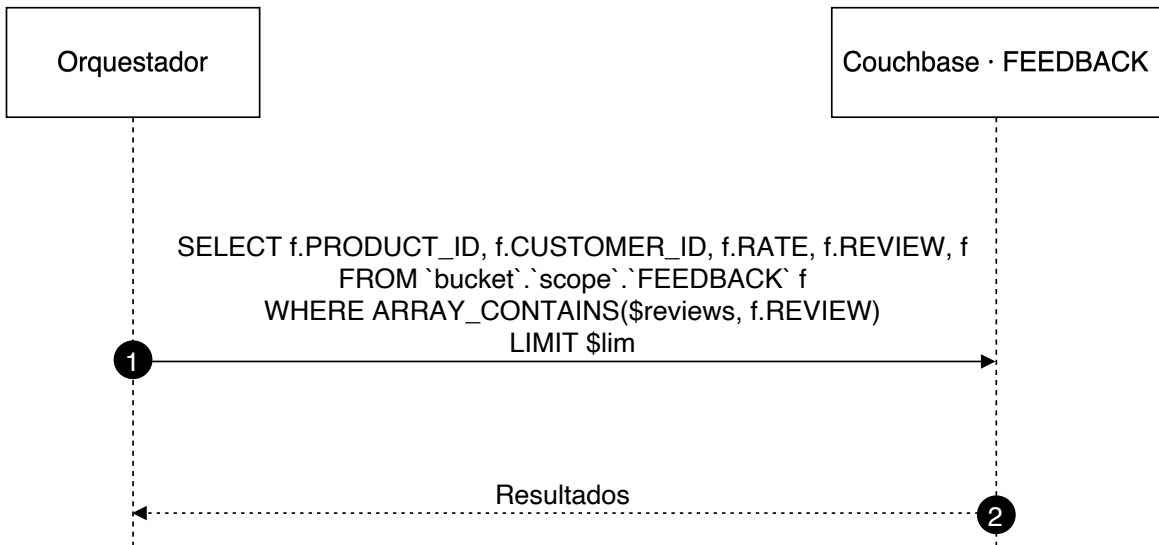 Orquestador
Couchbase · FEEDBACK
SELECT f.PRODUCT_ID, f.CUSTOMER_ID, f.RATE, f.REVIEW, f
FROM `bucket`.`scope`.`FEEDBACK` f
WHERE ARRAY_CONTAINS($reviews, f.REVIEW)
LIMIT $lim
1
Resultados
2